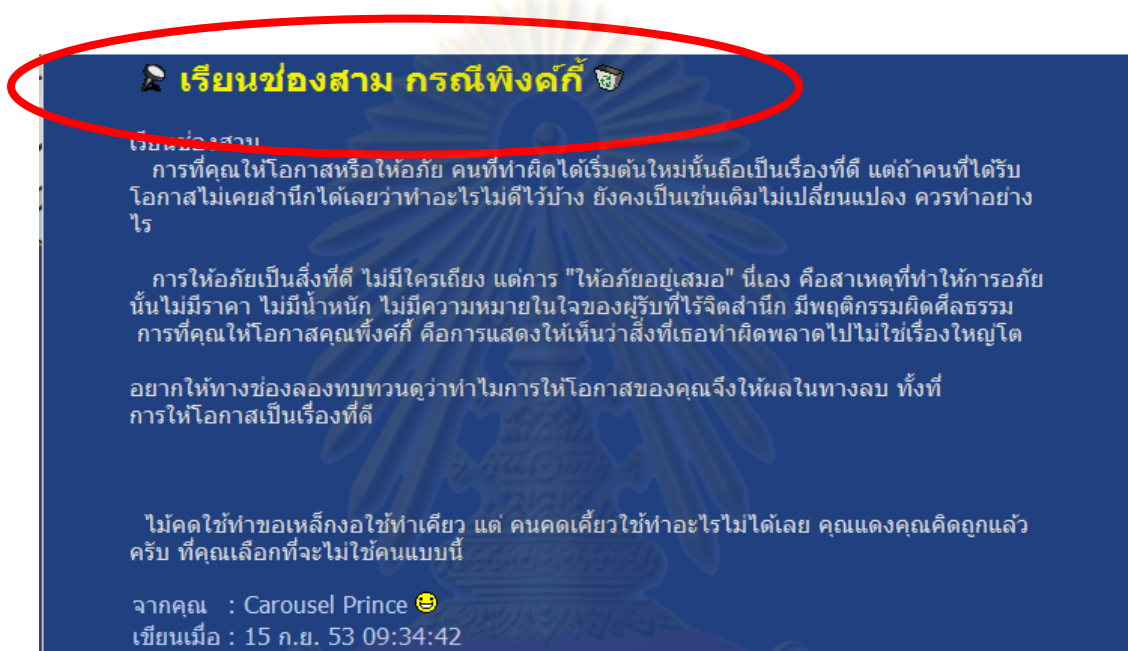 เรียนช่องสาม กรณีพิงค์กี้
เรียนช่องสาม
การที่คุณให้โอกาสหรือให้อภัย คนที่ทำผิดได้เริ่มต้นใหม่นั้นถือเป็นเรื่องที่ดี แต่ถ้าคนที่ได้รับ
โอกาสไม่เคยสำนึกได้เลยว่าทำอะไรไม่ดีไว้บ้าง ยังคงเป็นเช่นเดิมไม่เปลี่ยนแปลง ควรทำอย่าง
ไร
การให้อภัยเป็นสิ่งที่ดี ไม่มีใครเถียง แต่การ "ให้อภัยอยู่เสมอ" นี่เอง คือสาเหตุที่ทำให้การอภัย
นั้นไม่มีราคา ไม่มีน้ำหนัก ไม่มีความหมายในใจของผู้รับที่ไร้จิตสำนึก มีพฤติกรรมผิดศีลธรรม
การที่คุณให้โอกาสคุณพิ้งค์กี้ คือการแสดงให้เห็นว่าสิ่งที่เธอทำผิดพลาดไปไม่ใช่เรื่องใหญ่โต
อยากให้ทางช่องลองทบทวนดูว่าทำไมการให้โอกาสของคุณจึงให้ผลในทางลบ ทั้งที่
การให้โอกาสเป็นเรื่องที่ดี
ไม้คดใช้ทำขอเหล็กงอใช้ทำเคียว แต่ คนคดเคี้ยวใช้ทำอะไรไม่ได้เลย คุณแดงคุณคิดถูกแล้ว
ครับ ที่คุณเลือกที่จะไม่ใช้คนแบบนี้
จากคุณ : Carousel Prince
เขียนเมื่อ : 15 ก.ย. 53 09:34:42